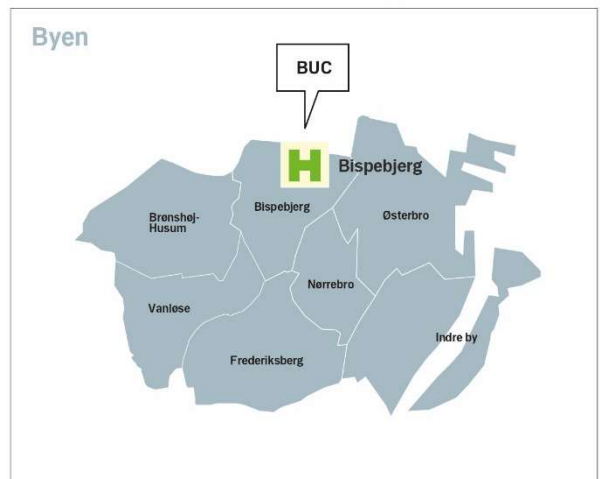 Byen
BUC
H
Bispebjerg
Brønshøj-
Husum
Bispebjerg
Østerbro
Nørrebro
Vanløse
Indre by
Frederiksberg